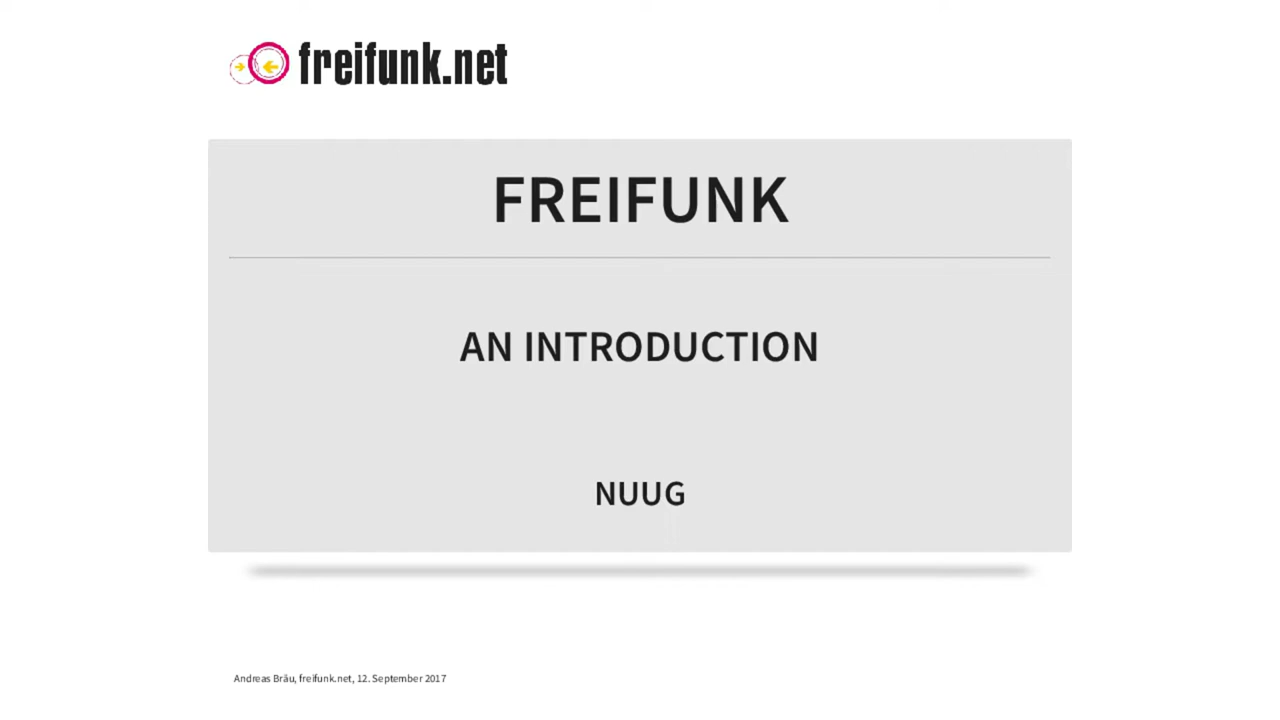 freifunk.net
FREIFUNK
AN INTRODUCTION
NUUG
Andreas Bräu, freifunk.net, 12. September 2017